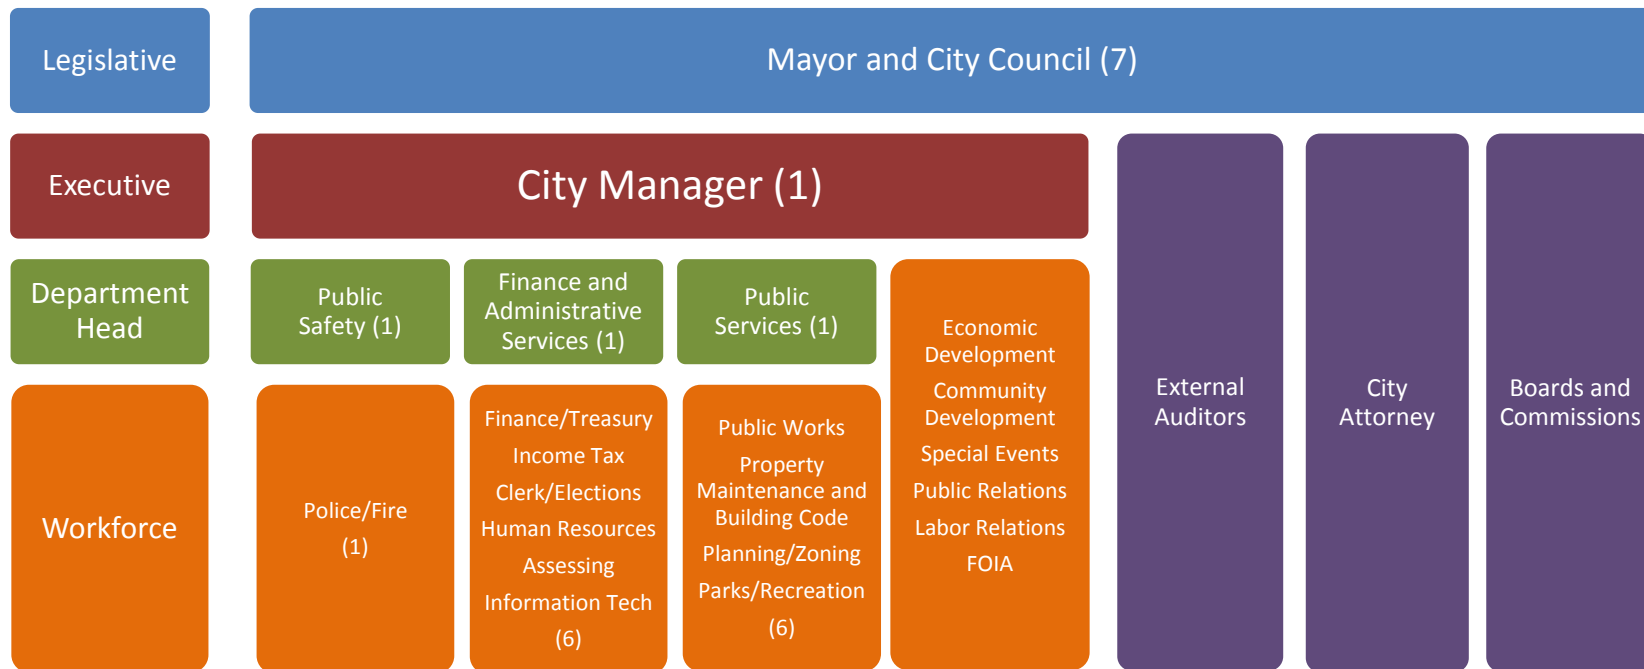 Legislative
Mayor and City Council (7)
Executive
City Manager (1)
Department
Head
Public
Safety (1)
Finance and
Administrative
Services (1)
Public
Services (1)
Economic
Development
Community
Development
Special Events
Public Relations
Labor Relations
FOIA
External
Auditors
City
Attorney
Boards and
Commissions
Workforce
Police/Fire
(1)
Finance/Treasury
Income Tax
Clerk/Elections
Human Resources
Assessing
Information Tech
(6)
Public Works
Property
Maintenance and
Building Code
Planning/Zoning
Parks/Recreation
(6)